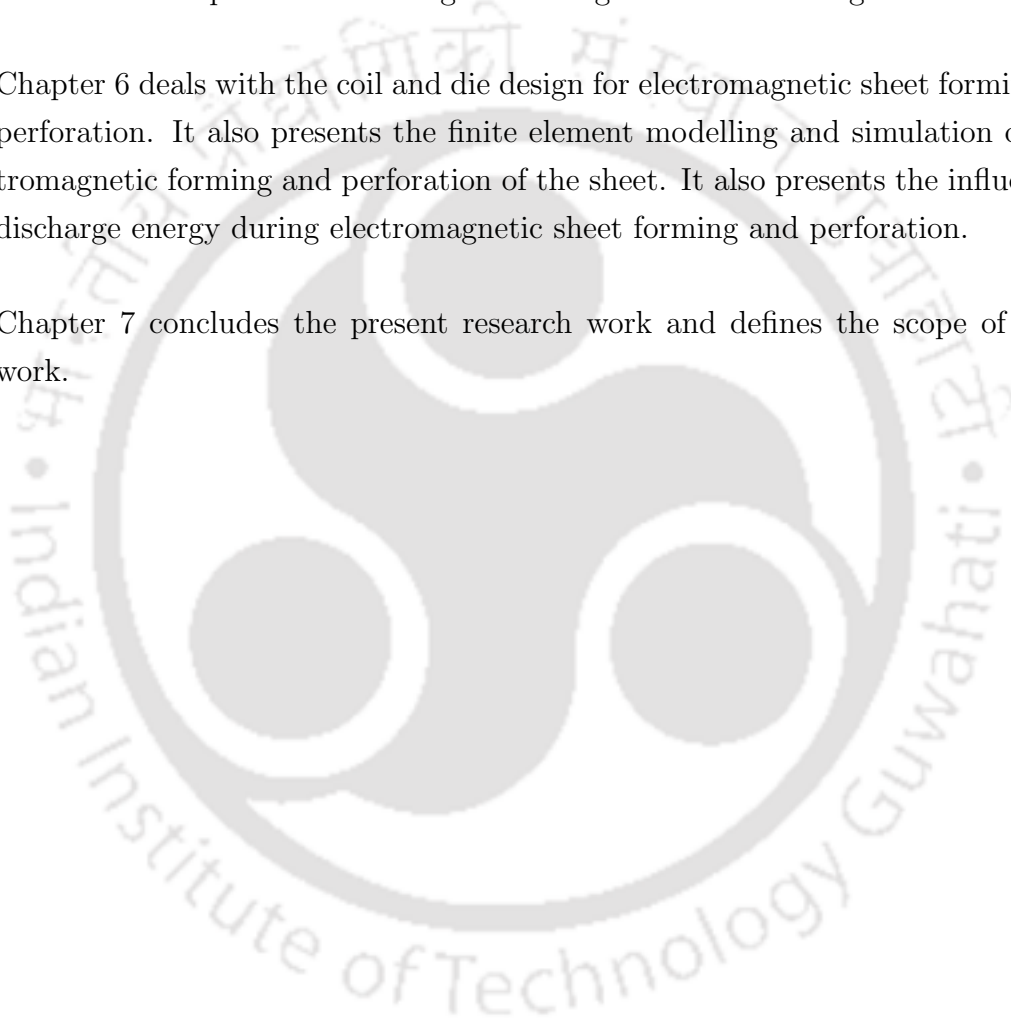 Chapter 6 deals with the coil and die design for electromagnetic sheet formi
perforation. It also presents the finite element modelling and simulation
tromagnetic forming and perforation of the sheet. It also presents the influ
discharge energy during electromagnetic sheet forming and perforation.
Chapter 7 concludes the present research work and defines the scope of
work.
Indian Institute of Technology Guwahati